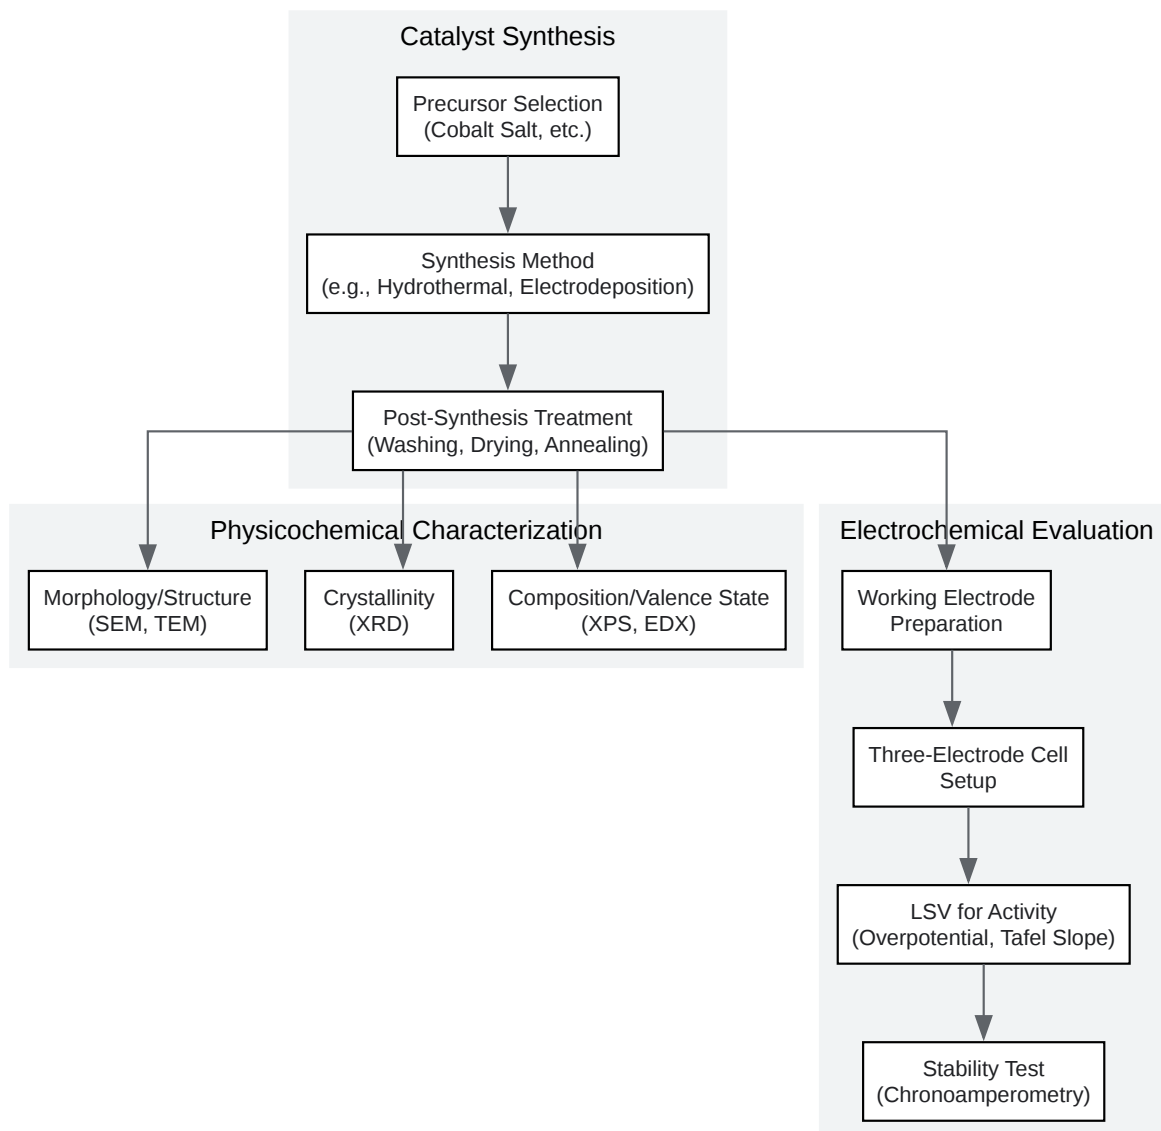 Catalyst Synthesis
Precursor Selection
(Cobalt Salt, etc.)
Synthesis Method
(e.g., Hydrothermal, Electrodeposition)
Post-Synthesis Treatment
(Washing, Drying, Annealing)
Physicochemical Characterization
Morphology/Structure
(SEM, TEM)
Crystallinity
(XRD)
Composition/Valence State
(XPS, EDX)
Electrochemical Evaluation
Working Electrode
Preparation
Three-Electrode Cell
Setup
LSV for Activity
(Overpotential, Tafel Slope)
Stability Test
(Chronoamperometry)